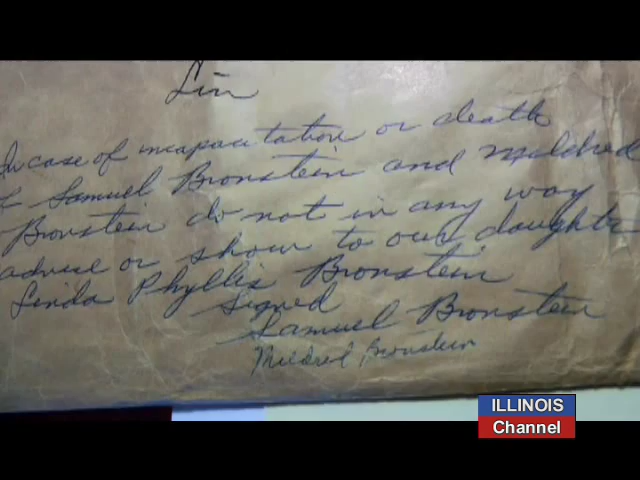 Lin
In case of incapacitation or death
of Samuel Bronstein and Mildred
Bronstein do not in any way
advise or show to our daughter
Linda Phyllis Bronstein
Signed
Samuel Bronstein
Mildred Bronstein
ILLINOIS
Channel